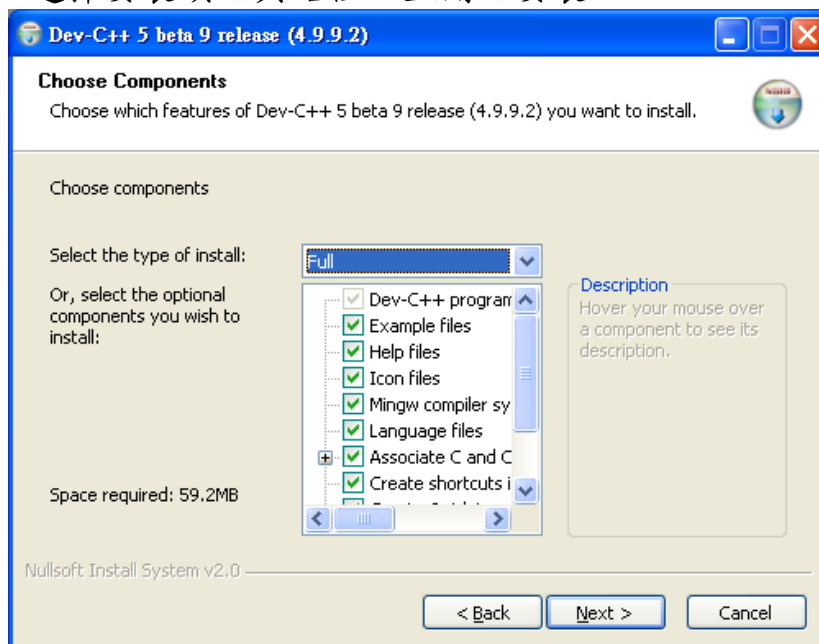 Dev-C++ 5 beta 9 release (4.9.9.2)
Choose Components
Choose which features of Dev-C++ 5 beta 9 release (4.9.9.2) you want to install.
Choose components
Select the type of install:
Full
Or, select the optional
components you wish to
install:
Dev-C++ program
Example files
Help files
Icon files
Mingw compiler sy
Language files
Associate C and C
Create shortcuts i
Description
Hover your mouse over
a component to see its
description.
Space required: 59.2MB
Nullsoft Install System v2.0
< Back
Next >
Cancel